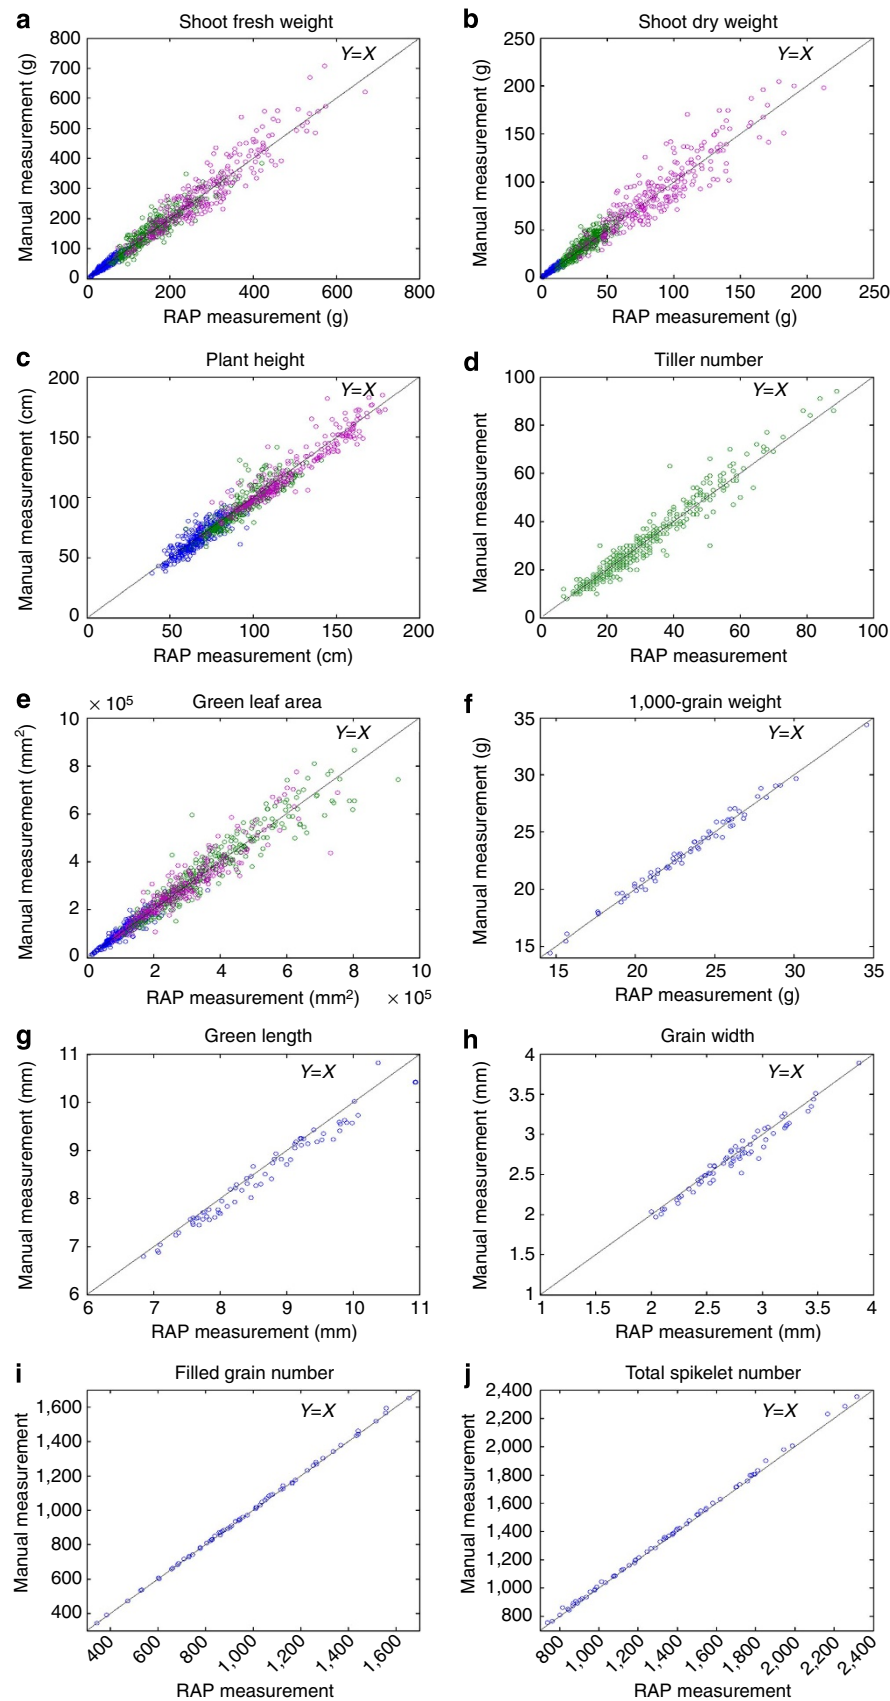 a Shoot fresh weight
Y=X
Manual measurement (g)
800
700
600
500
400
300
200
100
0
0 200 400 600 800
RAP measurement (g)
b Shoot dry weight
Y=X
Manual measurement (g)
250
200
150
100
50
0
0 50 100 150 200 250
RAP measurement (g)
c Plant height
Y=X
Manual measurement (cm)
200
150
100
50
0
0 50 100 150 200
RAP measurement (cm)
d Tiller number
Y=X
Manual measurement
100
80
60
40
20
0
0 20 40 60 80 100
RAP measurement
e × 10⁵ Green leaf area
Y=X
Manual measurement (mm²)
10
8
6
4
2
0
0 2 4 6 8 10
RAP measurement (mm²) × 10⁵
f 1,000-grain weight
Y=X
Manual measurement (g)
35
30
25
20
15
15 20 25 30 35
RAP measurement (g)
g Green length
Y=X
Manual measurement (mm)
11
10
9
8
7
6
6 7 8 9 10 11
RAP measurement (mm)
h Grain width
Y=X
Manual measurement (mm)
4
3.5
3
2.5
2
1.5
1
1 1.5 2 2.5 3 3.5 4
RAP measurement (mm)
i Filled grain number
Y=X
Manual measurement
1,600
1,400
1,200
1,000
800
600
400
400 600 800 1,000 1,200 1,400 1,600
RAP measurement
j Total spikelet number
Y=X
Manual measurement
2,400
2,200
2,000
1,800
1,600
1,400
1,200
1,000
800
800 1,000 1,200 1,400 1,600 1,800 2,000 2,200 2,400
RAP measurement